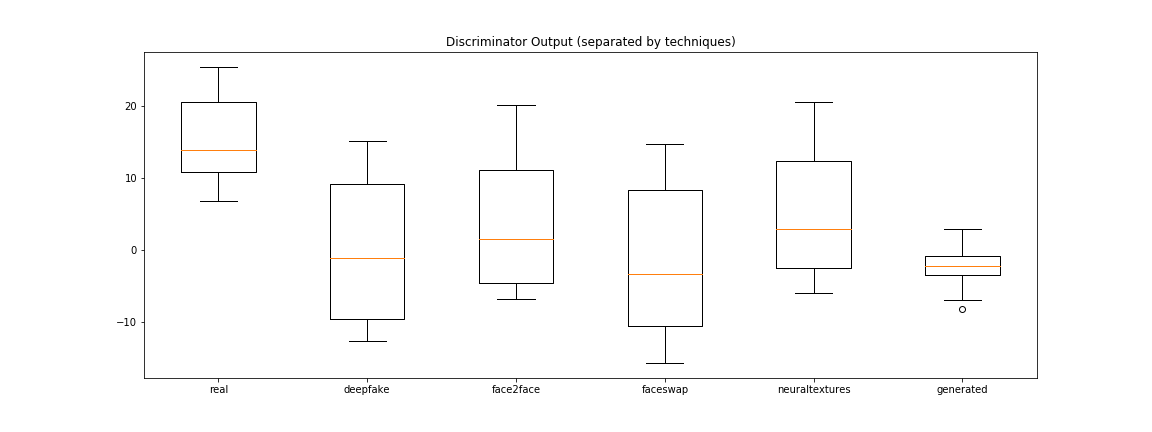 Discriminator Output (separated by techniques)
20
10
0
−10
real deepfake face2face faceswap neuraltextures generated